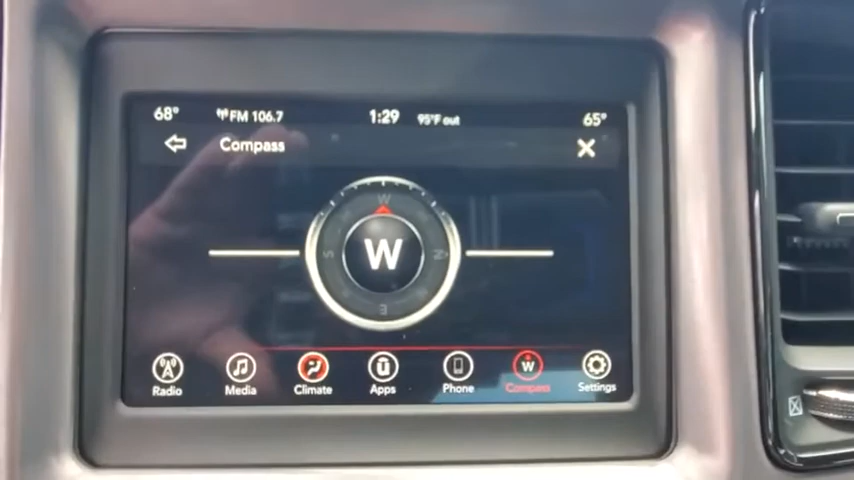 68° FM 106.7 1:29 95°F out 65°
Compass
W
S W N
E
Radio Media Climate Apps Phone W Compass Settings